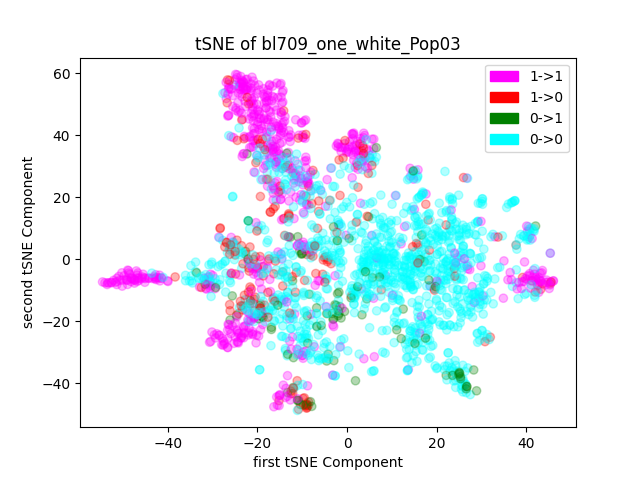 tSNE of bl709_one_white_Pop03
1->1
1->0
0->1
0->0
60
40
20
0
−20
−40
second tSNE Component
−40 −20 0 20 40
first tSNE Component